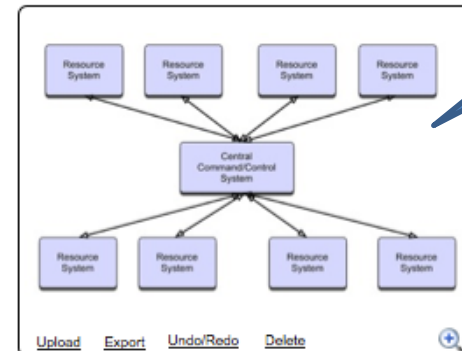 Resource
System
Resource
System
Resource
System
Resource
System
Central
Command/Control
System
Resource
System
Resource
System
Resource
System
Resource
System
Upload Export Undo/Redo Delete